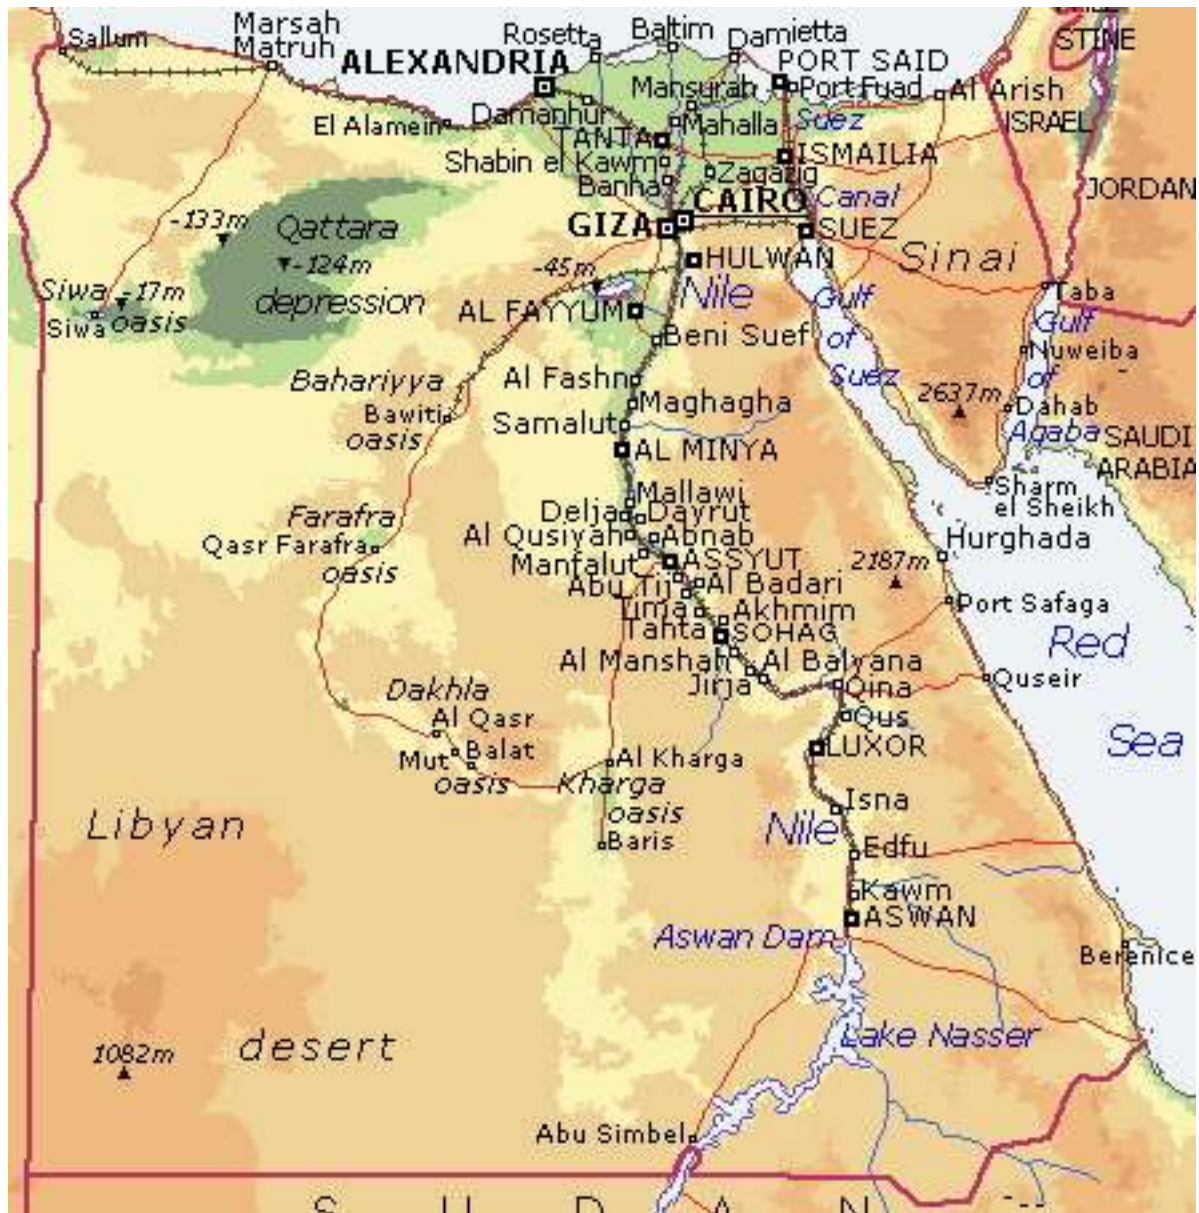 Sallum
Marsah
Matruh
ALEXANDRIA
Rosetta
Baltim
Damietta
PORT SAID
Port Fuad
Al Arish
STINE
ISRAEL
El Alamein
Damanhur
Mansurah
Mahalla
Suez
TANTA
Shabin el Kawm
Banha
Zagazig
ISMAILIA
Canal
JORDAN
CAIRO
GIZA
SUEZ
HULWAN
Sinai
-133m
Qattara
-124m
depression
-45m
Siwa
-17m
oasis
Siwa
Nile
AL FAYYUM
Beni Suef
Gulf
of
Suez
Taba
Gulf
Nuweiba
of
Dahab
Aqaba
SAUDI
ARABIA
2637m
Sharm
el Sheikh
Bahariyya
Bawiti
oasis
Al Fashn
Maghagha
Samalut
AL MINYA
Mallawi
Delja
Dayrut
Al Qusiyah
Abnab
Manfalut
ASSYUT
Abu Tij
Al Badari
Tima
Akhmim
Tahta
SOHAG
Al Manshah
Al Balyana
Jirja
Farafra
Qasr Farafra
oasis
2187m
Hurghada
Port Safaga
Red
Sea
Quseir
Qina
Qus
LUXOR
Dakhla
Al Qasr
Mut
Balat
oasis
Al Kharga
Kharga
oasis
Baris
Isna
Nile
Edfu
Kawm
ASWAN
Aswan Dam
Berenice
Lake Nasser
Libyan
desert
1082m
Abu Simbel
SUDAN